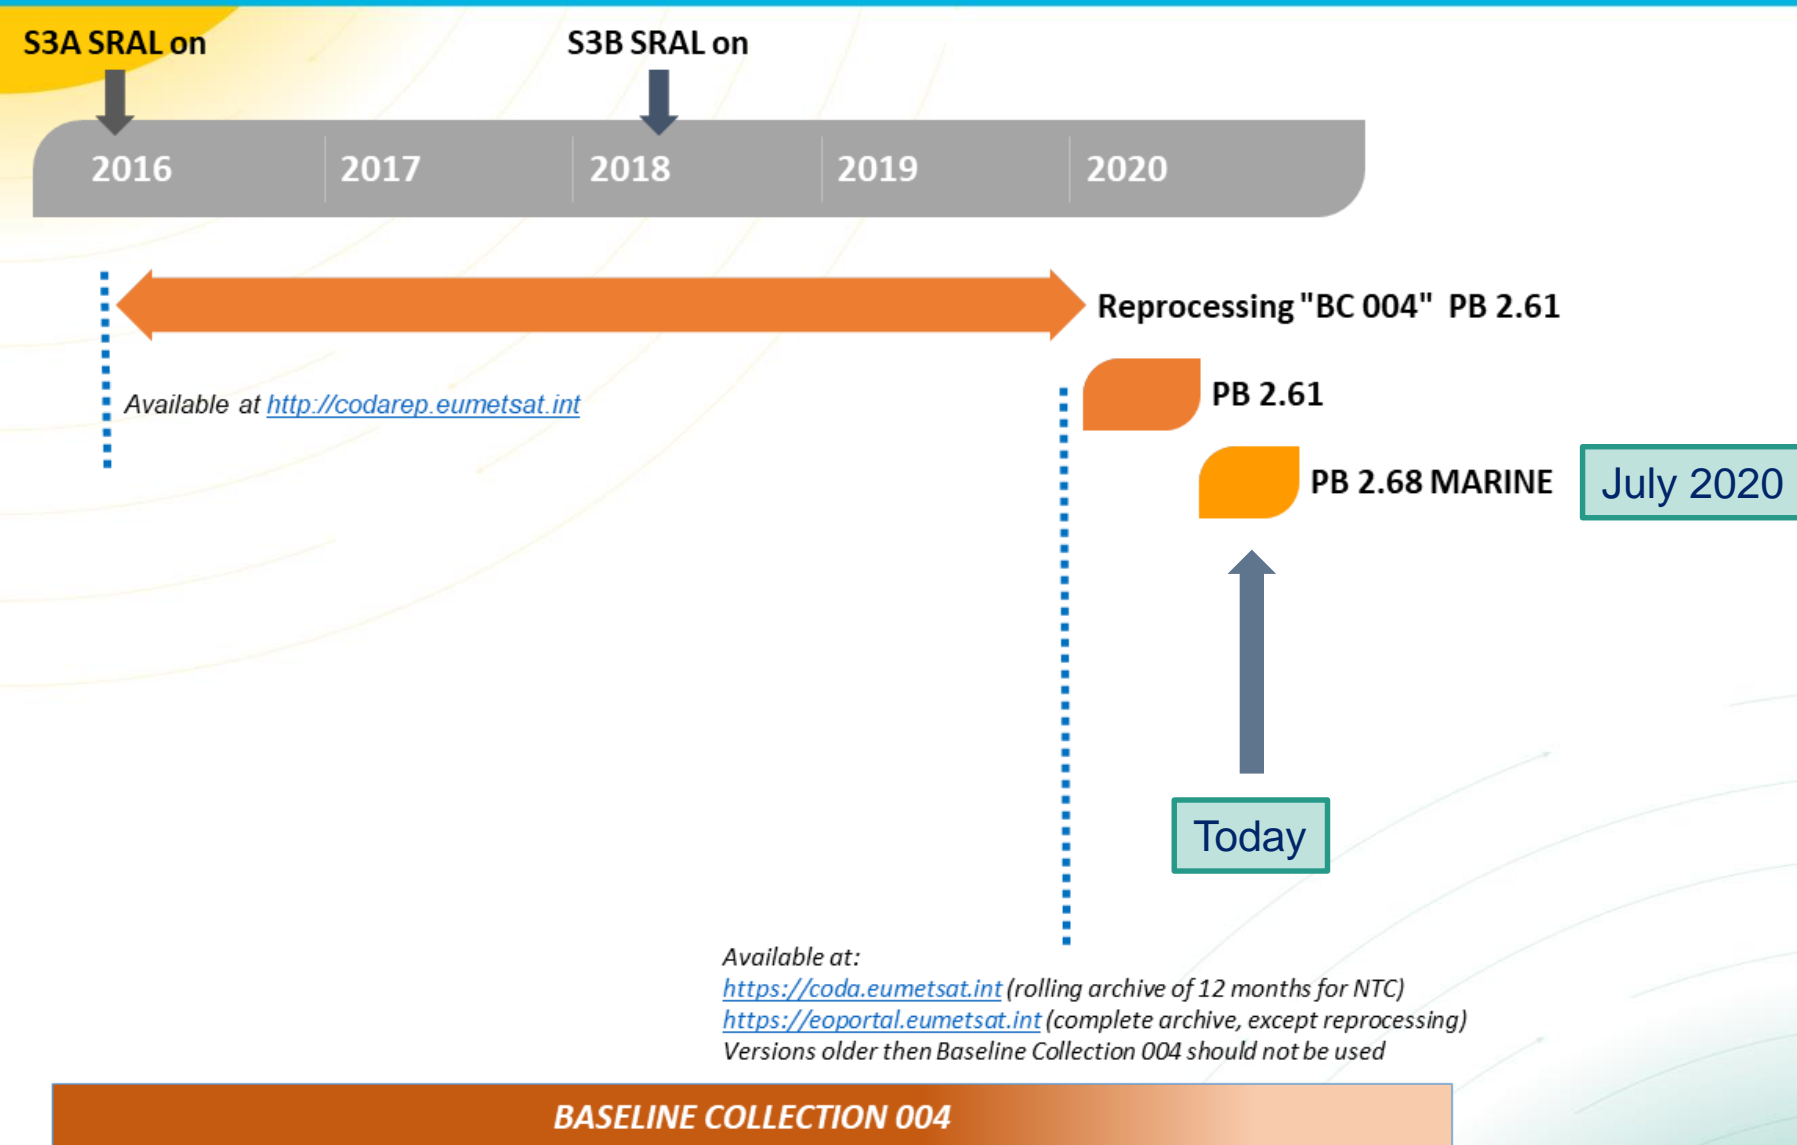 S3A SRAL on
S3B SRAL on
2016
2017
2018
2019
2020
Reprocessing "BC 004" PB 2.61
Available at http://codarep.eumetsat.int
PB 2.61
PB 2.68 MARINE
July 2020
Today
Available at:
https://coda.eumetsat.int (rolling archive of 12 months for NTC)
https://eoportal.eumetsat.int (complete archive, except reprocessing)
Versions older then Baseline Collection 004 should not be used
BASELINE COLLECTION 004